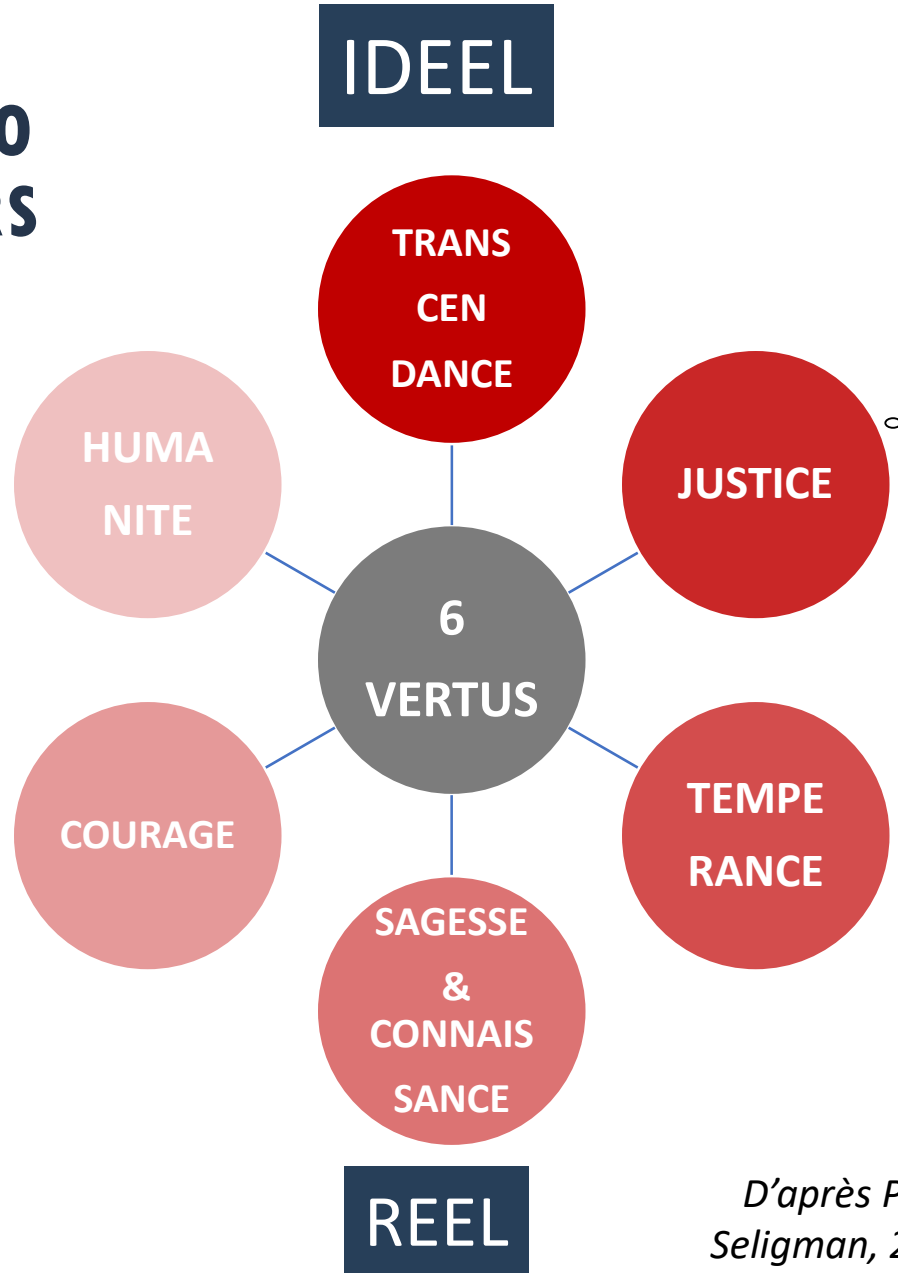 IDEEL
O
RS
TRANS
CEN
DANCE
HUMA
NITE
JUSTICE
6
VERTUS
COURAGE
TEMPE
RANCE
SAGESSE
&
CONNAIS
SANCE
REEL
D’après P
Seligman, 2